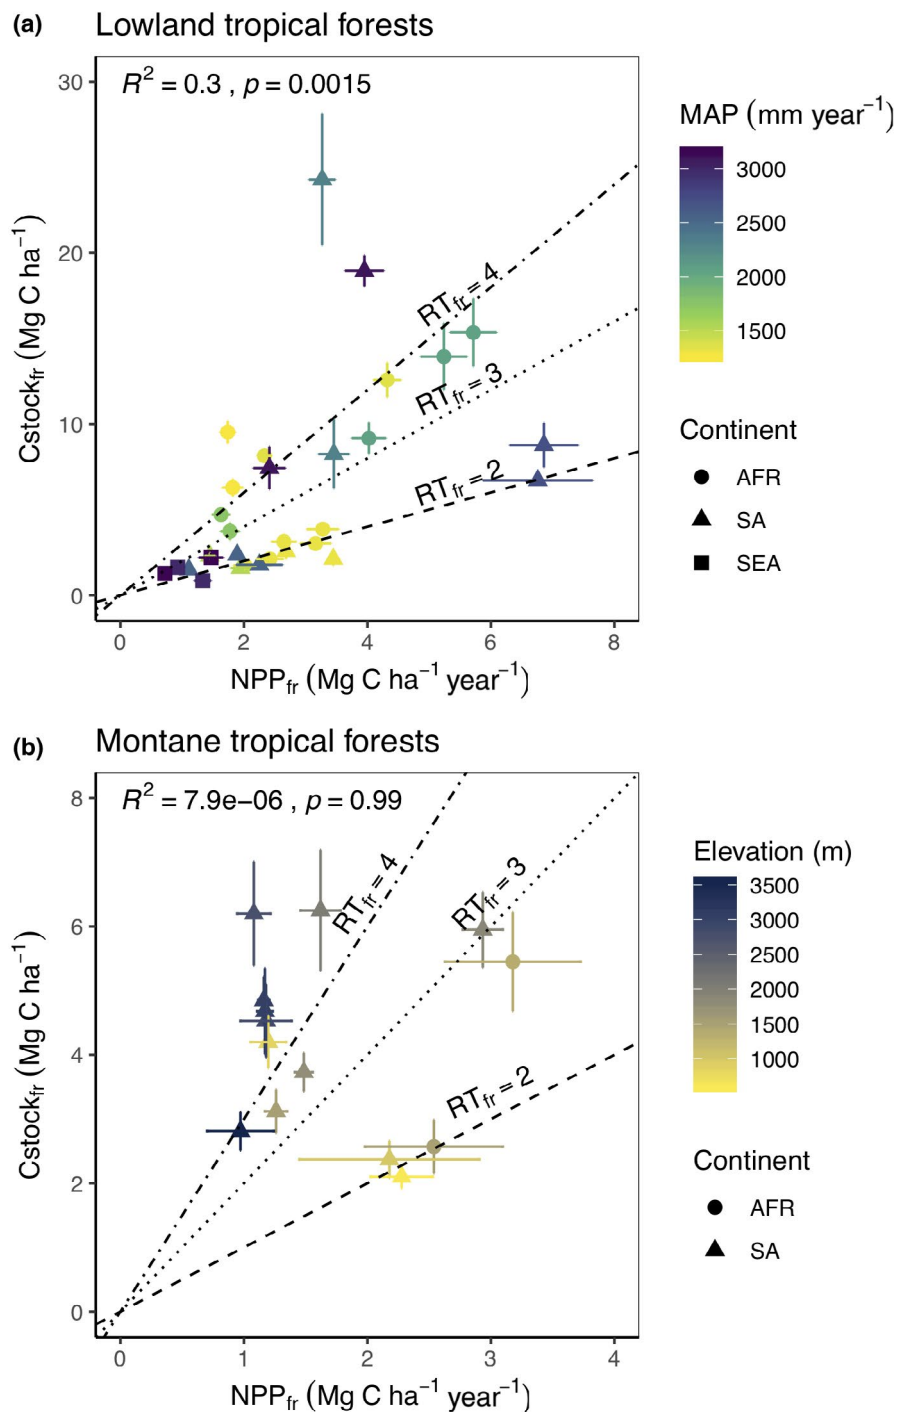 (a) Lowland tropical forests
R² = 0.3 , p = 0.0015
30
20
10
0
Cstock_fr (Mg C ha⁻¹)
RT_fr = 4
RT_fr = 3
RT_fr = 2
0 2 4 6 8
NPP_fr (Mg C ha⁻¹ year⁻¹)
MAP (mm year⁻¹)
3000
2500
2000
1500
Continent
AFR
SA
SEA
(b) Montane tropical forests
R² = 7.9e−06 , p = 0.99
8
6
4
2
0
Cstock_fr (Mg C ha⁻¹)
RT_fr = 4
RT_fr = 3
RT_fr = 2
0 1 2 3 4
NPP_fr (Mg C ha⁻¹ year⁻¹)
Elevation (m)
3500
3000
2500
2000
1500
1000
Continent
AFR
SA